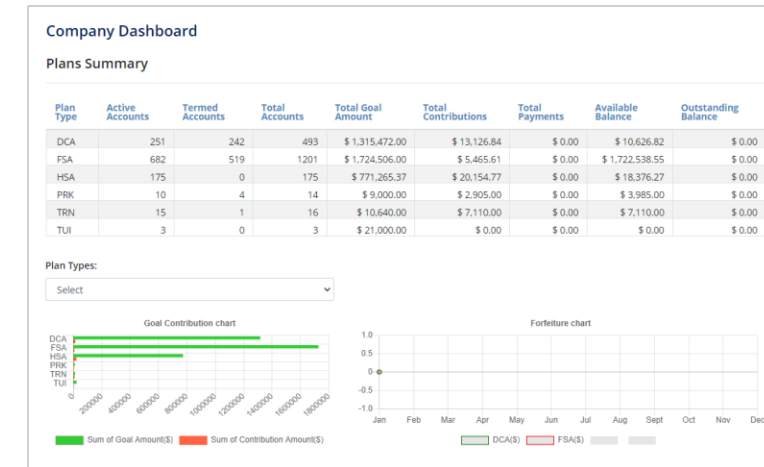 Company Dashboard
Plans Summary
Plan Type Active Accounts Termed Accounts Total Accounts Total Goal Amount Total Contributions Total Payments Available Balance Outstanding Balance
DCA 251 242 493 $ 1,315,472.00 $ 13,126.84 $ 0.00 $ 10,626.82 $ 0.00
FSA 682 519 1201 $ 1,724,506.00 $ 5,465.61 $ 0.00 $ 1,722,538.55 $ 0.00
HSA 175 0 175 $ 771,265.37 $ 20,154.77 $ 0.00 $ 18,376.27 $ 0.00
PRK 10 4 14 $ 9,000.00 $ 2,905.00 $ 0.00 $ 3,985.00 $ 0.00
TRN 15 1 16 $ 10,640.00 $ 7,110.00 $ 0.00 $ 7,110.00 $ 0.00
TUI 3 0 3 $ 21,000.00 $ 0.00 $ 0.00 $ 0.00 $ 0.00
Plan Types:
Select
Goal Contribution chart
DCA
FSA
HSA
PRK
TRN
TUI
0 200000 400000 600000 800000 1000000 1200000 1400000 1600000 1800000
Sum of Goal Amount($) Sum of Contribution Amount($)
Forfeiture chart
1.0
0.5
0
-0.5
-1.0
Jan Feb Mar Apr May Jun Jul Aug Sept Oct Nov Dec
DCA($) FSA($)